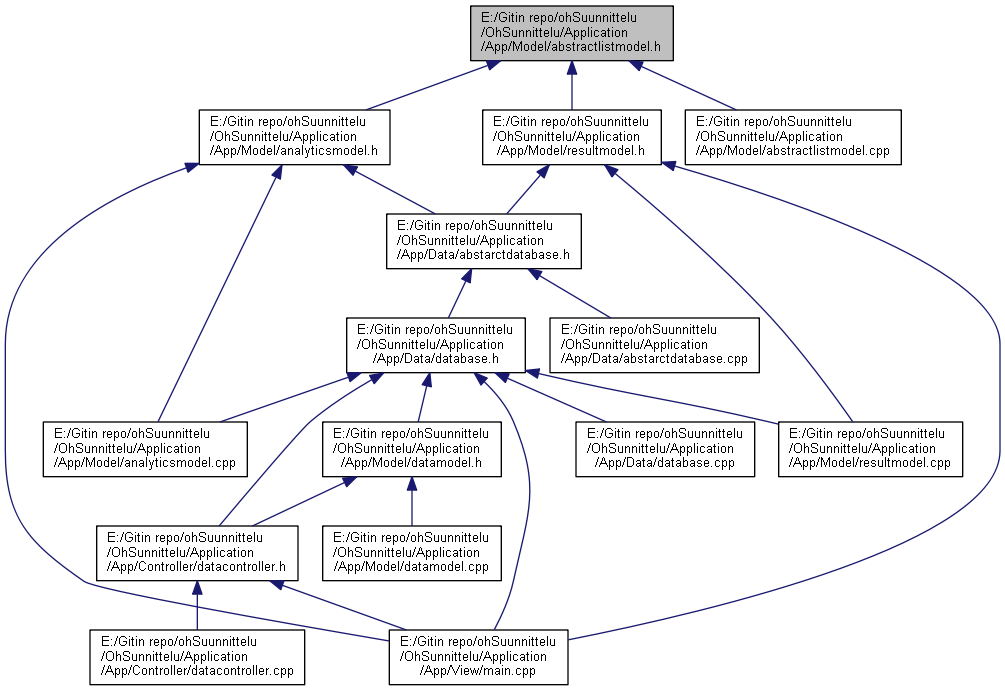 E:/Gitin repo/ohSuunnittelu
/OhSunnittelu/Application
/App/Model/abstractlistmodel.h
E:/Gitin repo/ohSuunnittelu
/OhSunnittelu/Application
/App/Model/analyticsmodel.h
E:/Gitin repo/ohSuunnittelu
/OhSunnittelu/Application
/App/Model/resultmodel.h
E:/Gitin repo/ohSuunnittelu
/OhSunnittelu/Application
/App/Model/abstractlistmodel.cpp
E:/Gitin repo/ohSuunnittelu
/OhSunnittelu/Application
/App/Data/abstarctdatabase.h
E:/Gitin repo/ohSuunnittelu
/OhSunnittelu/Application
/App/Data/database.h
E:/Gitin repo/ohSuunnittelu
/OhSunnittelu/Application
/App/Data/abstarctdatabase.cpp
E:/Gitin repo/ohSuunnittelu
/OhSunnittelu/Application
/App/Model/analyticsmodel.cpp
E:/Gitin repo/ohSuunnittelu
/OhSunnittelu/Application
/App/Model/datamodel.h
E:/Gitin repo/ohSuunnittelu
/OhSunnittelu/Application
/App/Data/database.cpp
E:/Gitin repo/ohSuunnittelu
/OhSunnittelu/Application
/App/Model/resultmodel.cpp
E:/Gitin repo/ohSuunnittelu
/OhSunnittelu/Application
/App/Controller/datacontroller.h
E:/Gitin repo/ohSuunnittelu
/OhSunnittelu/Application
/App/Model/datamodel.cpp
E:/Gitin repo/ohSuunnittelu
/OhSunnittelu/Application
/App/Controller/datacontroller.cpp
E:/Gitin repo/ohSuunnittelu
/OhSunnittelu/Application
/App/View/main.cpp